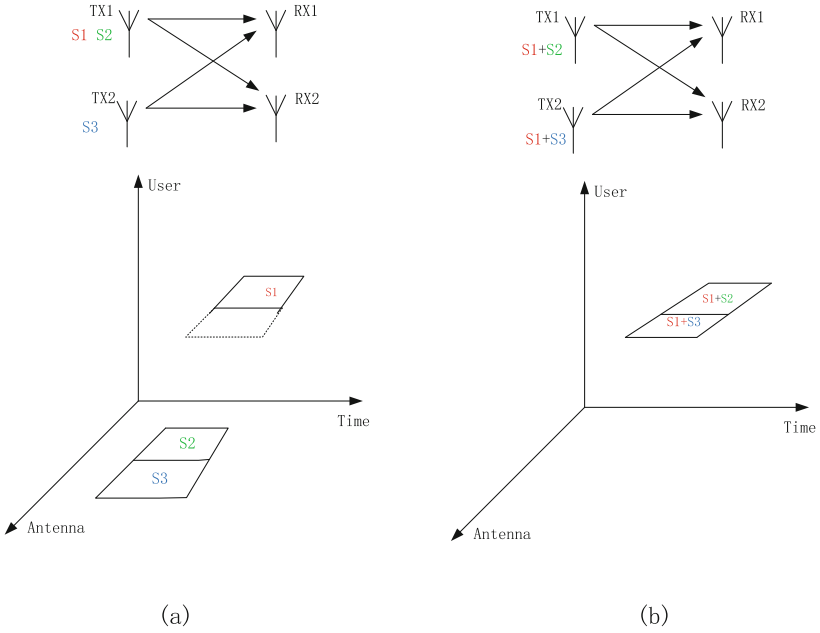 TX1
RX1
S1 S2
TX2
RX2
S3
User
S1
Time
S2
S3
Antenna
(a)
TX1
RX1
S1+S2
TX2
RX2
S1+S3
User
S1+S2
S1+S3
Time
Antenna
(b)